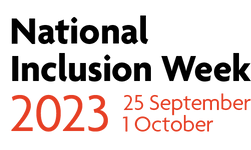 National
Inclusion Week
2023 25 September
1 October